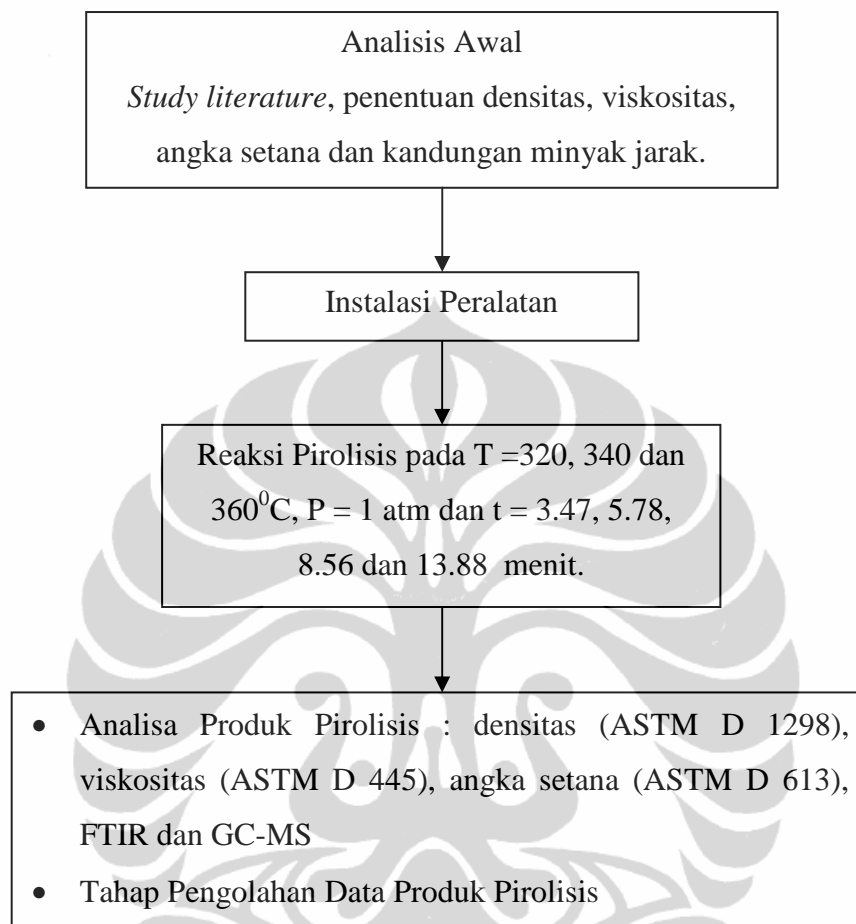 Analisis Awal
Study literature, penentuan densitas, viskositas,
angka setana dan kandungan minyak jarak.
Instalasi Peralatan
Reaksi Pirolisis pada T =320, 340 dan
360⁰C, P = 1 atm dan t = 3.47, 5.78,
8.56 dan 13.88 menit.
• Analisa Produk Pirolisis : densitas (ASTM D 1298),
viskositas (ASTM D 445), angka setana (ASTM D 613),
FTIR dan GC-MS
• Tahap Pengolahan Data Produk Pirolisis